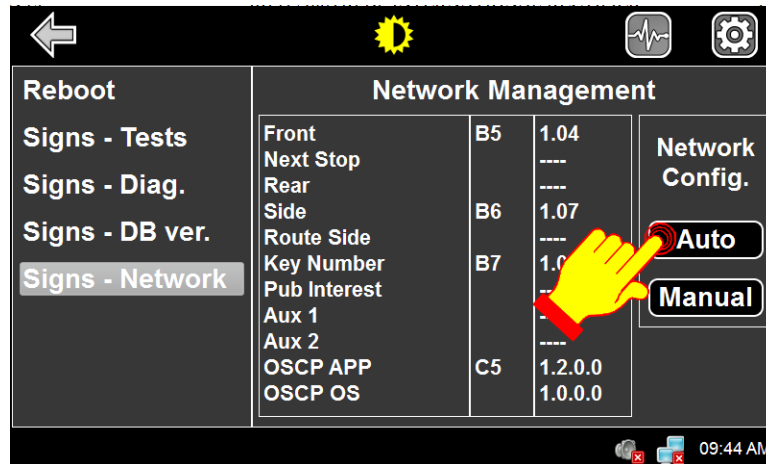 Reboot
Signs - Tests
Signs - Diag.
Signs - DB ver.
Signs - Network
Network Management
Front B5 1.04
Next Stop ----
Rear ----
Side B6 1.07
Route Side ----
Key Number B7
Pub Interest
Aux 1
Aux 2 ----
OSCP APP C5 1.2.0.0
OSCP OS 1.0.0.0
Network
Config.
Auto
Manual
09:44 AM